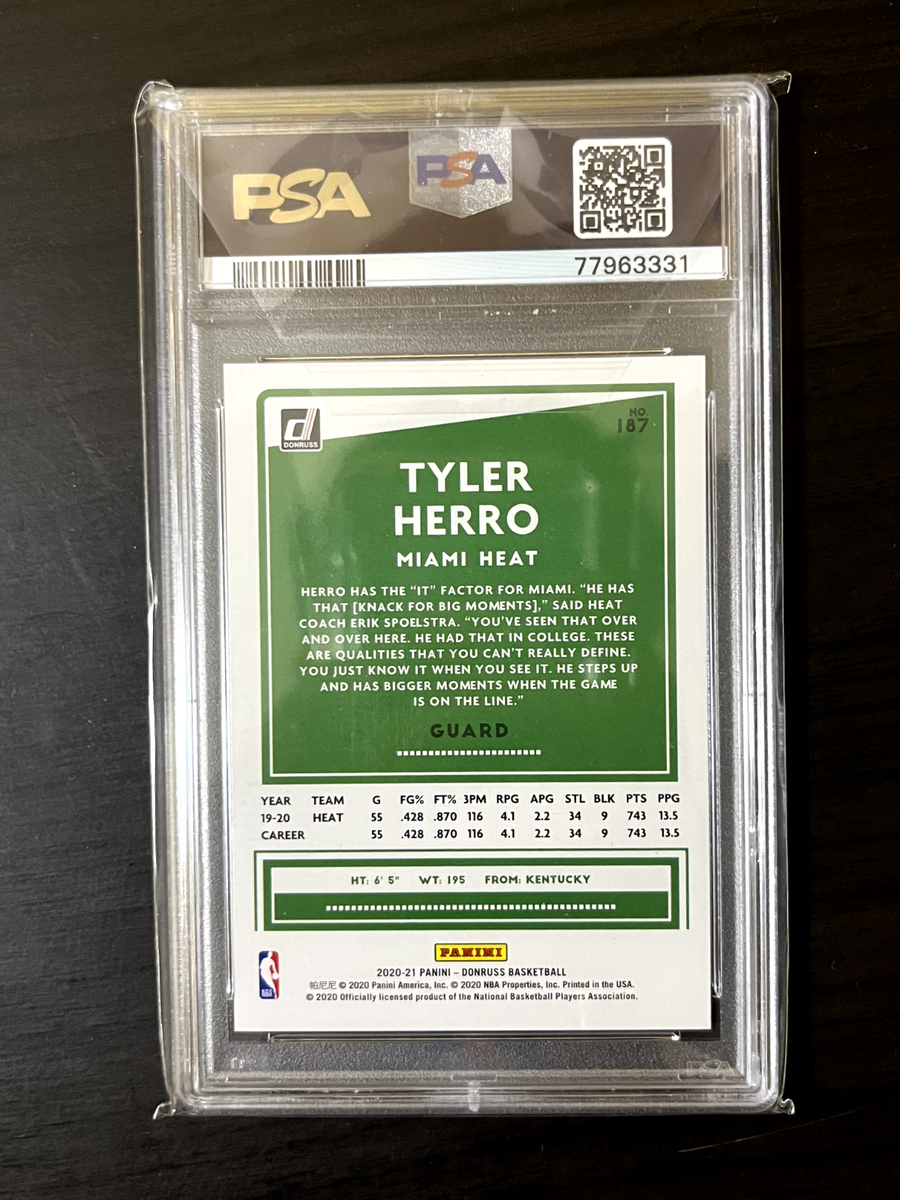 PSA
PSA
77963331
DONRUSS
NO.
187
TYLER
HERRO
MIAMI HEAT
HERRO HAS THE "IT" FACTOR FOR MIAMI. "HE HAS
THAT [KNACK FOR BIG MOMENTS]," SAID HEAT
COACH ERIK SPOELSTRA. "YOU'VE SEEN THAT OVER
AND OVER HERE. HE HAD THAT IN COLLEGE. THESE
ARE QUALITIES THAT YOU CAN'T REALLY DEFINE.
YOU JUST KNOW IT WHEN YOU SEE IT. HE STEPS UP
AND HAS BIGGER MOMENTS WHEN THE GAME
IS ON THE LINE."
GUARD
YEAR TEAM G FG% FT% 3PM RPG APG STL BLK PTS PPG
19-20 HEAT 55 .428 .870 116 4.1 2.2 34 9 743 13.5
CAREER 55 .428 .870 116 4.1 2.2 34 9 743 13.5
HT: 6' 5" WT: 195 FROM: KENTUCKY
PANINI
2020-21 PANINI – DONRUSS BASKETBALL
帕尼尼 © 2020 Panini America, Inc. © 2020 NBA Properties, Inc. Printed in the USA.
© 2020 Officially licensed product of the National Basketball Players Association.
NBA
PSA